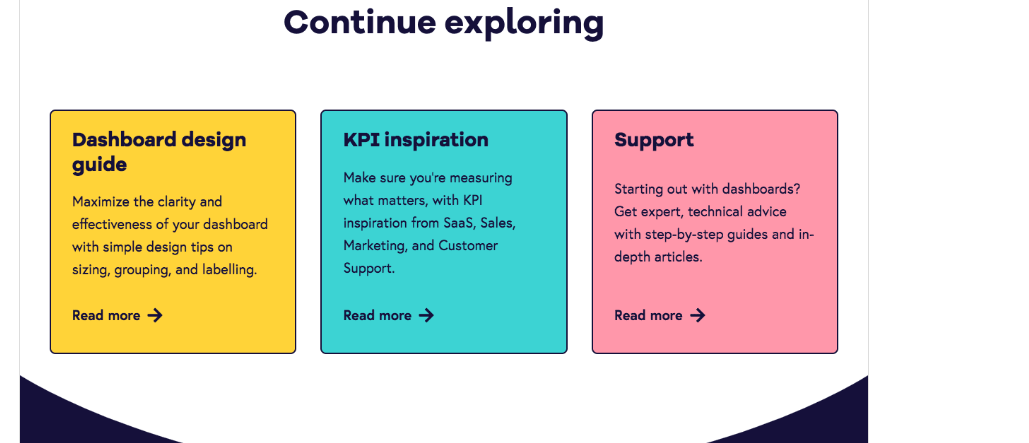 Continue exploring
Dashboard design
guide
Maximize the clarity and
effectiveness of your dashboard
with simple design tips on
sizing, grouping, and labelling.
Read more
KPI inspiration
Make sure you're measuring
what matters, with KPI
inspiration from SaaS, Sales,
Marketing, and Customer
Support.
Read more
Support
Starting out with dashboards?
Get expert, technical advice
with step-by-step guides and in-
depth articles.
Read more